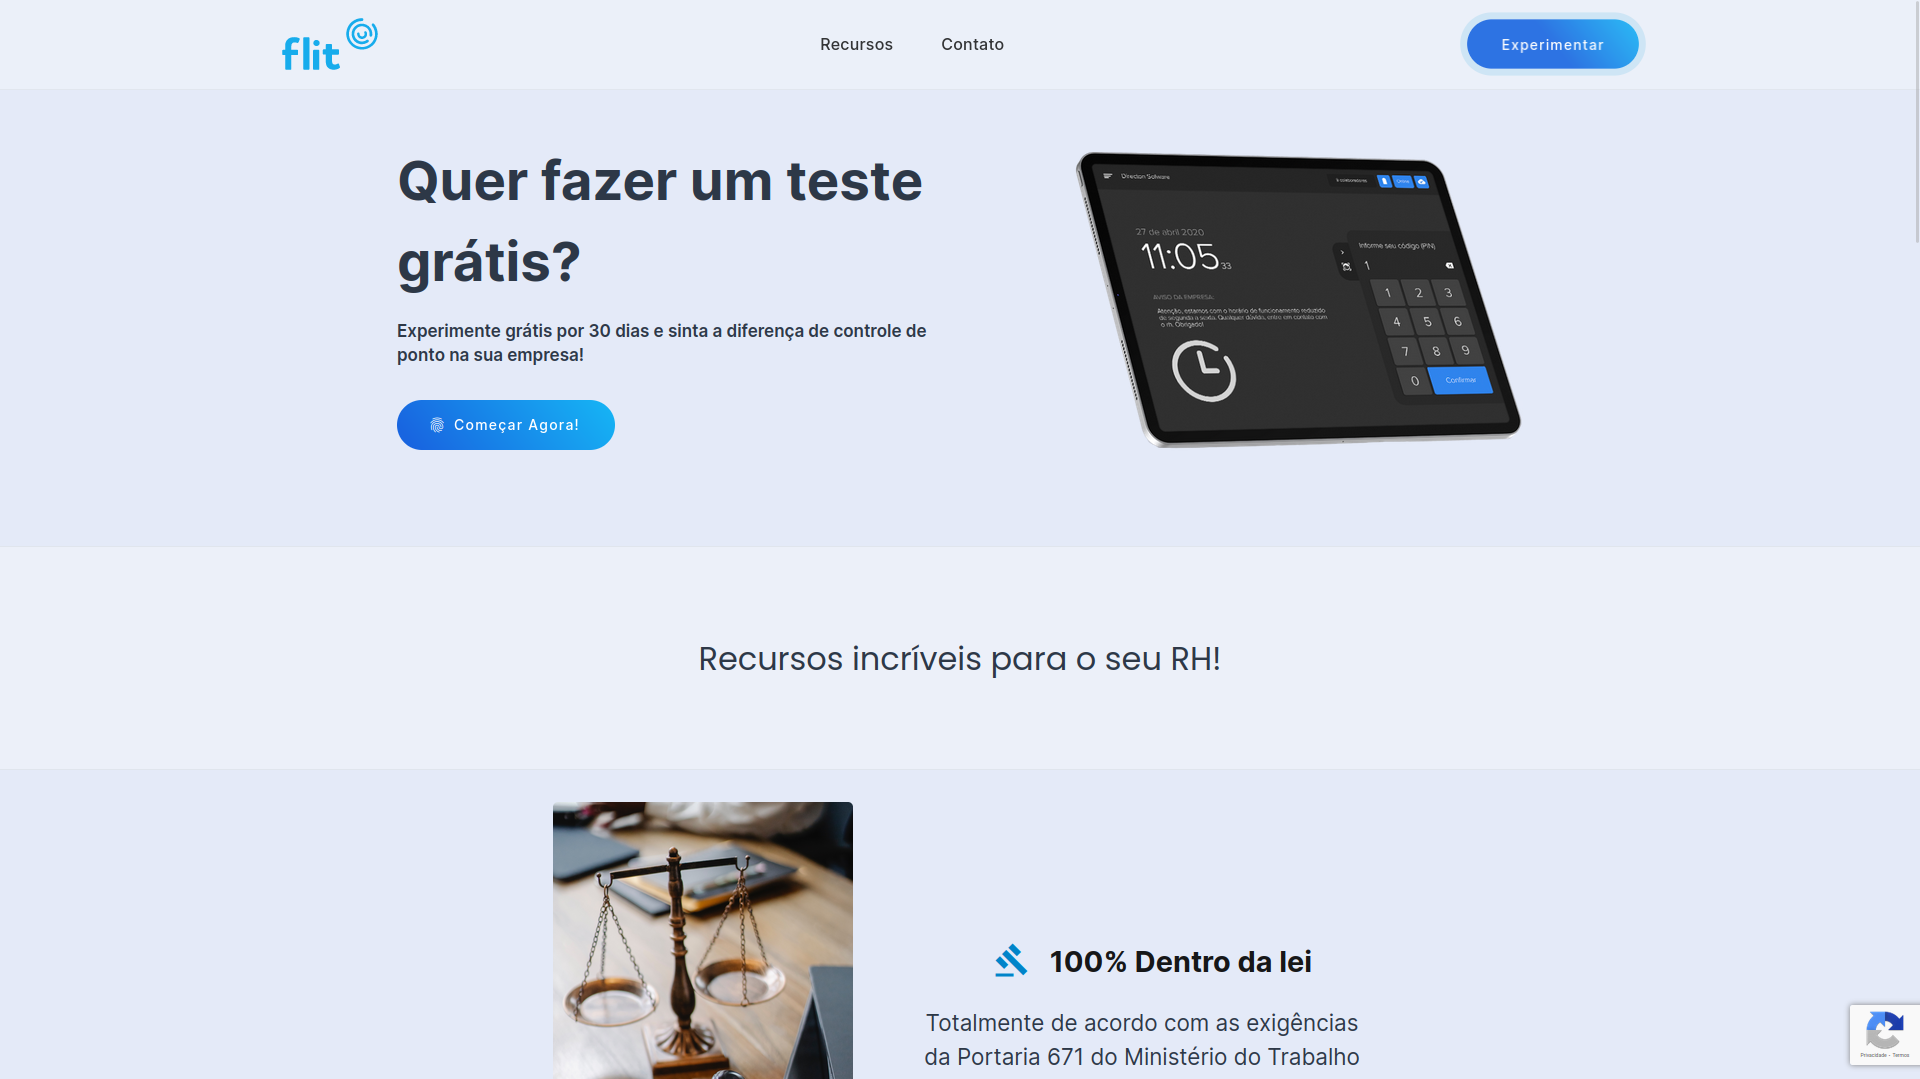 flit
Recursos
Contato
Experimentar
Quer fazer um teste
grátis?
Experimente grátis por 30 dias e sinta a diferença de controle de
ponto na sua empresa!
Começar Agora!
Direction Software
27 de abril 2020
11:05
33
AVISO DA EMPRESA:
Atenção, estamos com o horário de funcionamento reduzido
de segunda a sexta. Qualquer dúvida, entre em contato com
Obrigado!
Informe seu código (PIN)
1
1 2 3
4 5 6
7 8 9
0 Confirmar
Recursos incríveis para o seu RH!
100% Dentro da lei
Totalmente de acordo com as exigências
da Portaria 671 do Ministério do Trabalho
Privacidade - Termos